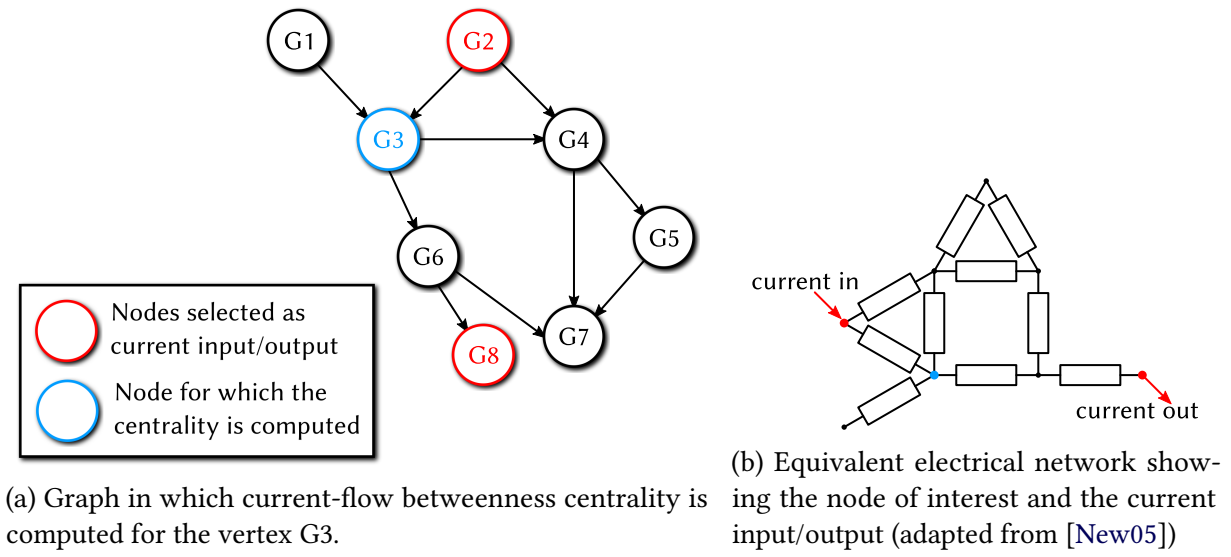 G1
G2
G3
G4
G5
G6
G7
G8
Nodes selected as
current input/output
Node for which the
centrality is computed
(a) Graph in which current-flow betweenness centrality is
computed for the vertex G3.
current in
current out
(b) Equivalent electrical network show-
ing the node of interest and the current
input/output (adapted from [New05])